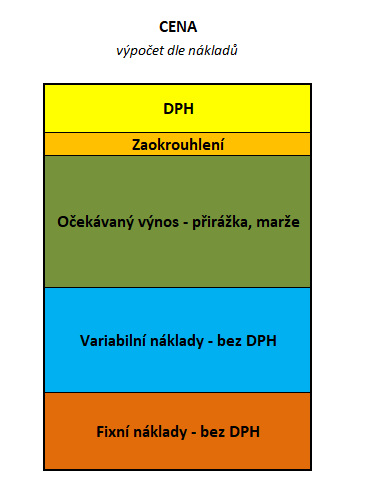 CENA
výpočet dle nákladů
DPH
Zaokrouhlení
Očekávaný výnos - přirážka, marže
Variabilní náklady - bez DPH
Fixní náklady - bez DPH